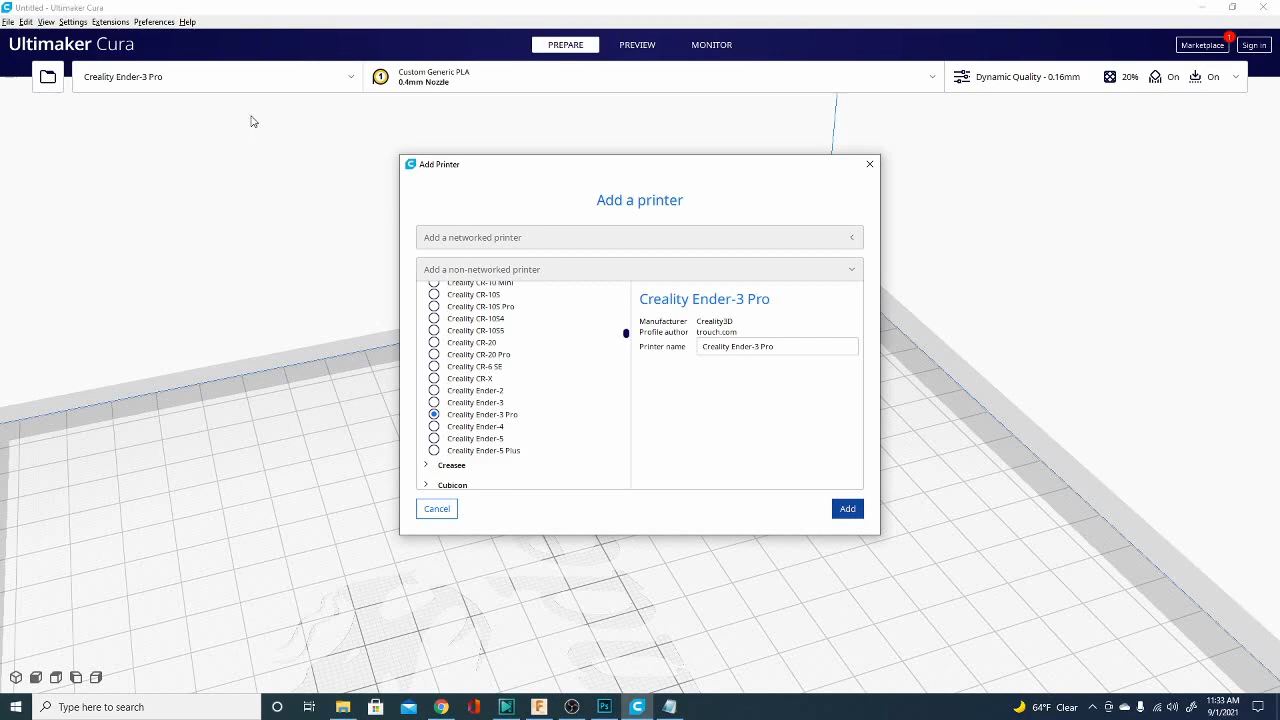 Untitled - Ultimaker Cura
File Edit View Settings Extensions Preferences Help
Ultimaker Cura
PREPARE
PREVIEW
MONITOR
Marketplace
1
Sign in
Creality Ender-3 Pro
1
Custom Generic PLA
0.4mm Nozzle
Dynamic Quality - 0.16mm
20%
On
On
Add Printer
Add a printer
Add a networked printer
Add a non-networked printer
Creality CR-10 Mini
Creality CR-10S
Creality CR-10S Pro
Creality CR-10S4
Creality CR-10S5
Creality CR-20
Creality CR-20 Pro
Creality CR-6 SE
Creality CR-X
Creality Ender-2
Creality Ender-3
Creality Ender-3 Pro
Creality Ender-4
Creality Ender-5
Creality Ender-5 Plus
Creasee
Cubicon
Creality Ender-3 Pro
Manufacturer Creality3D
Profile author trouch.com
Printer name Creality Ender-3 Pro
Cancel
Add
Type here to search
64°F Clear
11:33 AM
9/1/2021